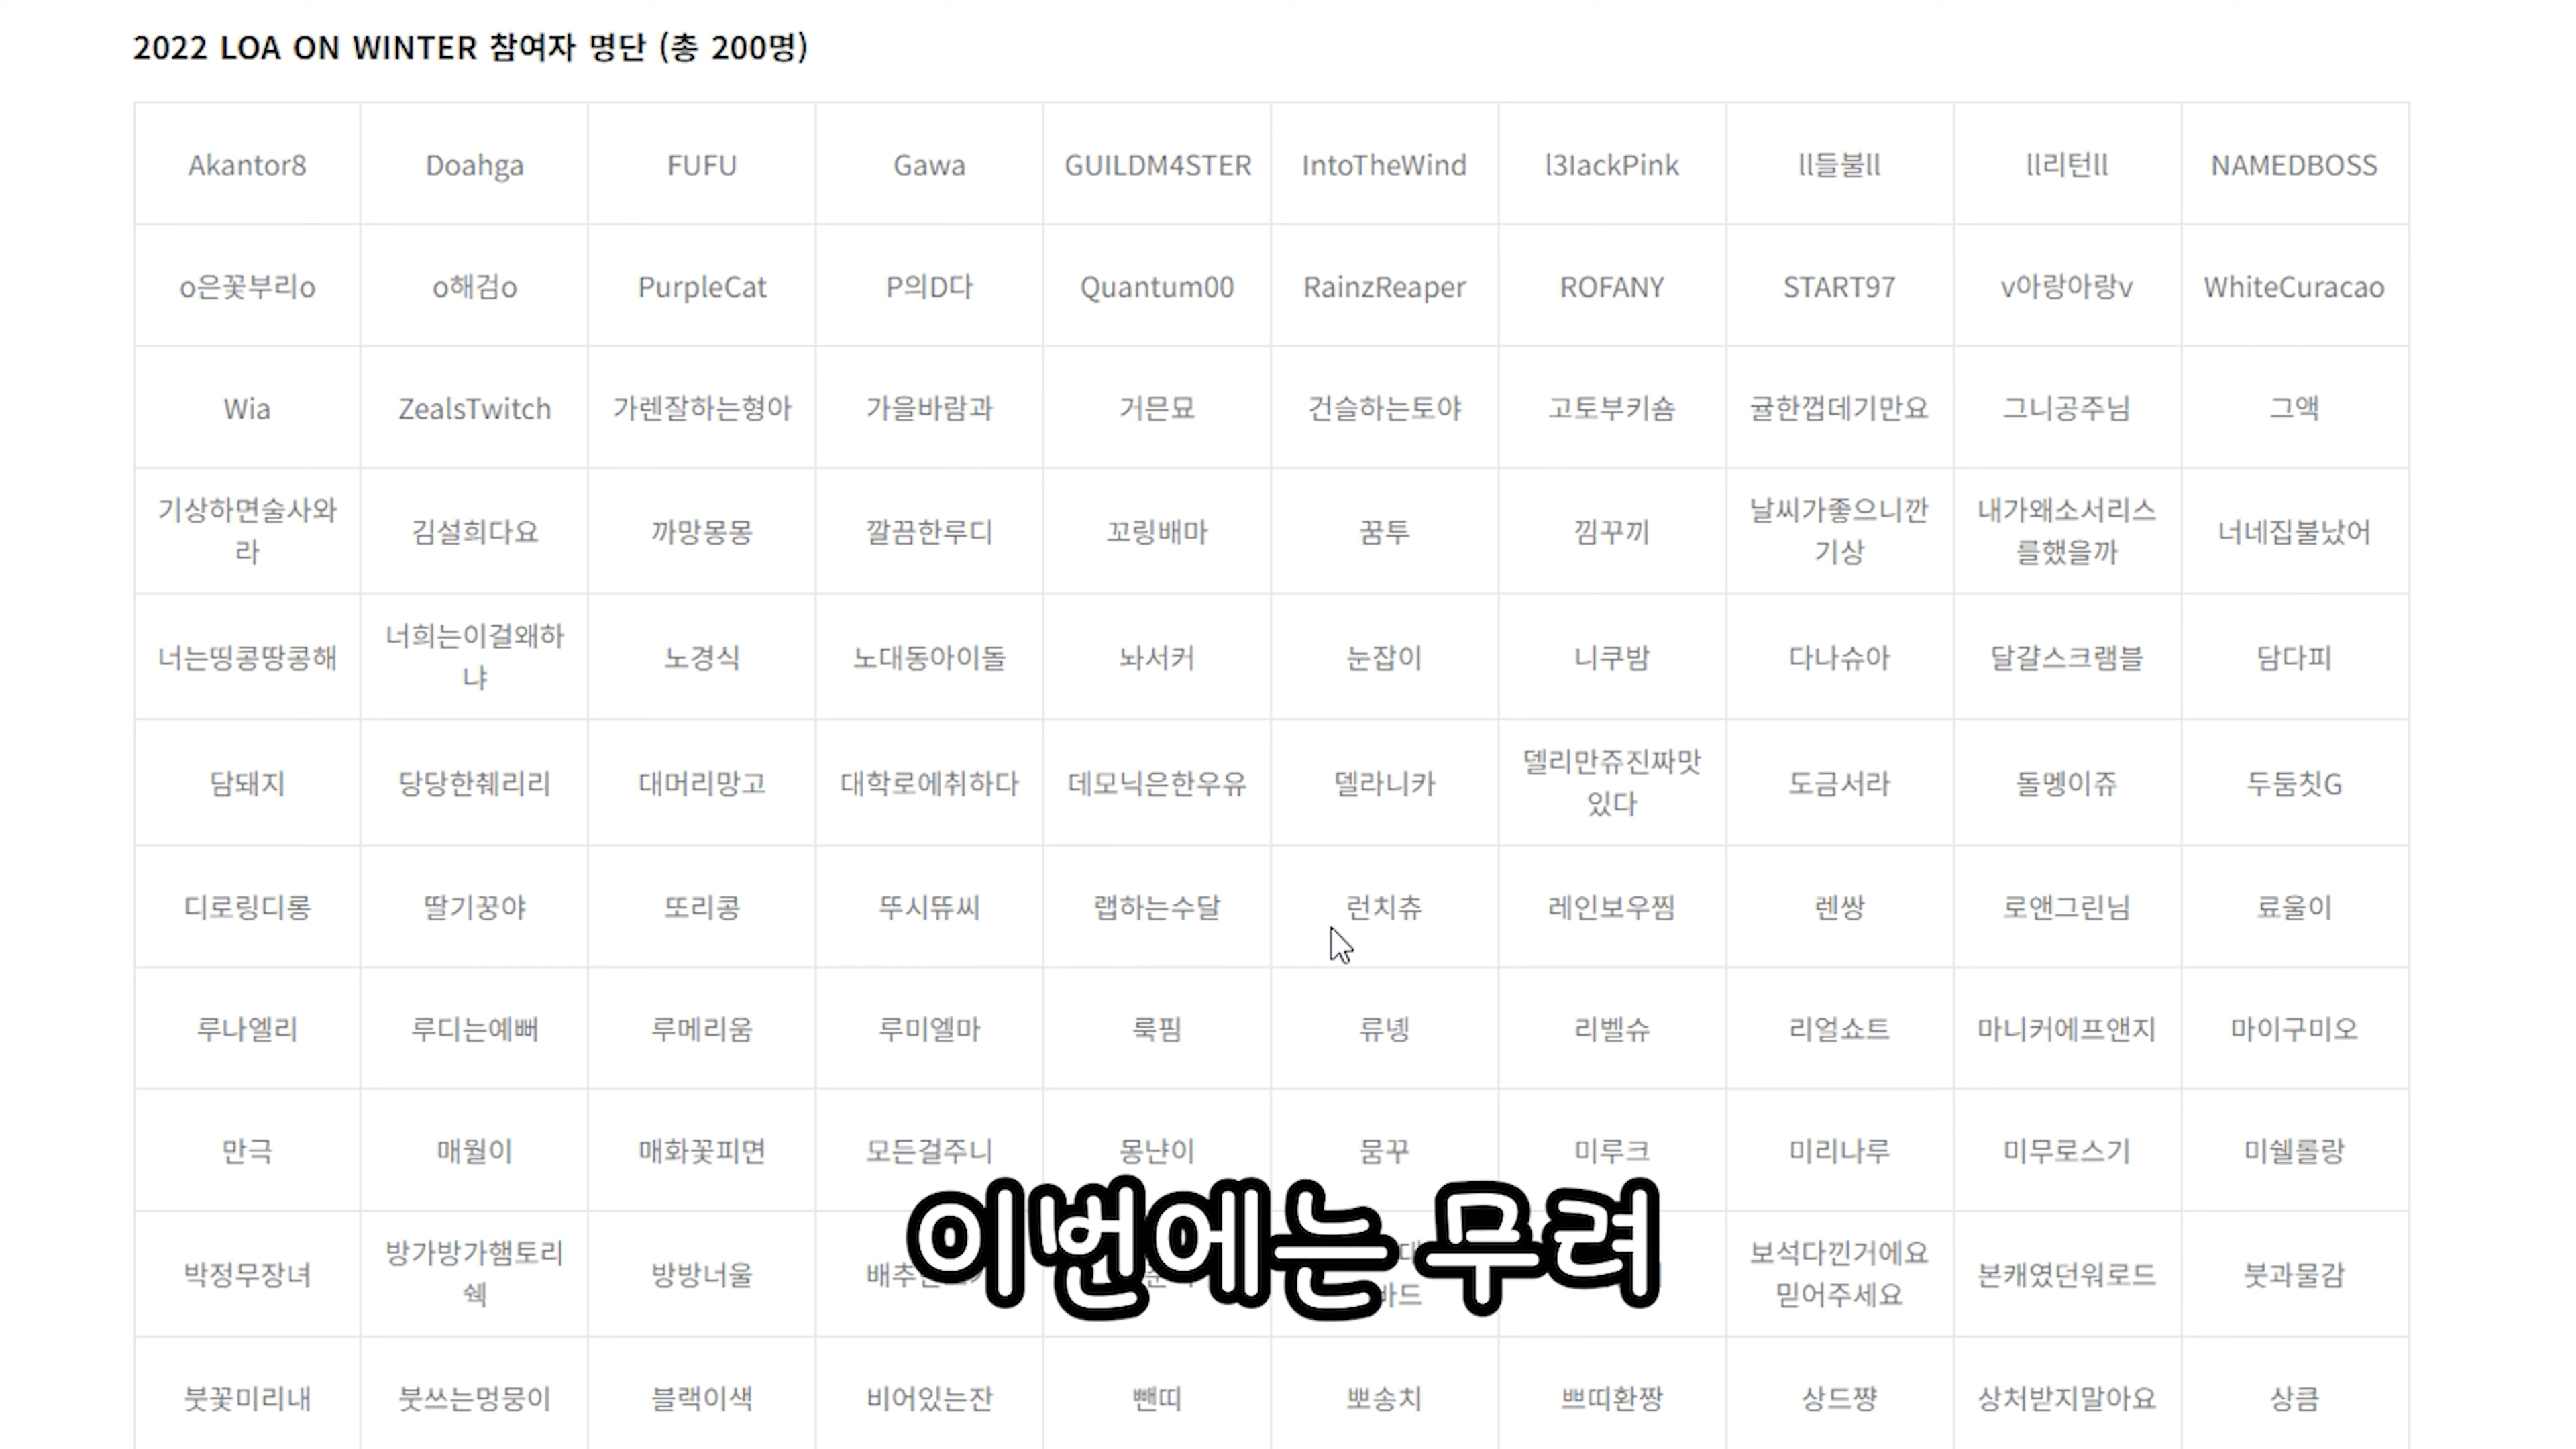 2022 LOA ON WINTER 참여자 명단 (총 200명)
Akantor8 Doahga FUFU Gawa GUILDM4STER IntoTheWind l3IackPink ll들불ll ll리턴ll NAMEDBOSS
o은꽃부리o o해검o PurpleCat P의D다 Quantum00 RainzReaper ROFANY START97 v아랑아랑v WhiteCuracao
Wia ZealsTwitch 가렌잘하는형아 가을바람과 거믄묘 건슬하는토야 고토부키숌 귤한껍데기만요 그니공주님 그액
기상하면술사와
라 김설희다요 까망몽몽 깔끔한루디 꼬링배마 꿈투 낌꾸끼 날씨가좋으니깐
기상 내가왜소서리스
를했을까 너네집불났어
너는띵콩땅콩해 너희는이걸왜하
냐 노경식 노대동아이돌 놔서커 눈잡이 니쿠밤 다나슈아 달걀스크램블 담다피
담돼지 당당한췌리리 대머리망고 대학로에취하다 데모닉은한우유 델라니카 델리만쥬진짜맛
있다 도금서라 돌멩이쥬 두둠칫G
디로링디롱 딸기꿍야 또리콩 뚜시뜌씨 랩하는수달 런치츄 레인보우찜 렌쌍 로앤그린님 료울이
루나엘리 루디는예뻐 루메리움 루미엘마 룩핌 류녱 리벨슈 리얼쇼트 마니커에프앤지 마이구미오
만극 매월이 매화꽃피면 모든걸주니 몽냔이 뭄꾸 미루크 미리나루 미무로스기 미쉘롤랑
박정무장녀 방가방가햄토리
쉑 방방너울 보석다낀거에요
믿어주세요 본캐였던워로드 붓과물감
이번에는 무려
붓꽃미리내 붓쓰는멍뭉이 블랙이색 비어있는잔 뺀띠 뽀송치 쁘띠환짱 상드쨩 상처받지말아요 상큼